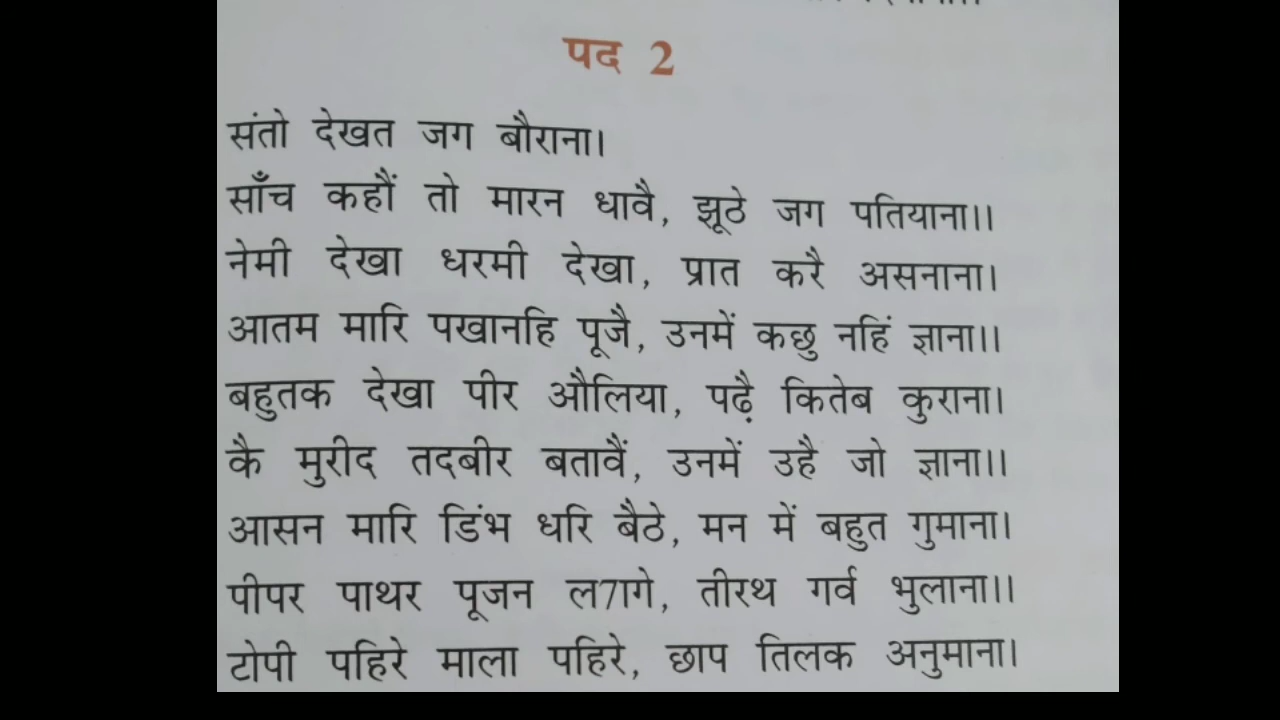 पद 2
संतो देखत जग बौराना।
साँच कहौं तो मारन धावै, झूठे जग पतियाना।।
नेमी देखा धरमी देखा, प्रात करै असनाना।
आतम मारि पखानहि पूजै, उनमें कछु नहिं ज्ञाना।।
बहुतक देखा पीर औलिया, पढ़ै कितेब कुराना।
कै मुरीद तदबीर बतावैं, उनमें उहै जो ज्ञाना।।
आसन मारि डिंभ धरि बैठे, मन में बहुत गुमाना।
पीपर पाथर पूजन ल7ागे, तीरथ गर्व भुलाना।।
टोपी पहिरे माला पहिरे, छाप तिलक अनुमाना।